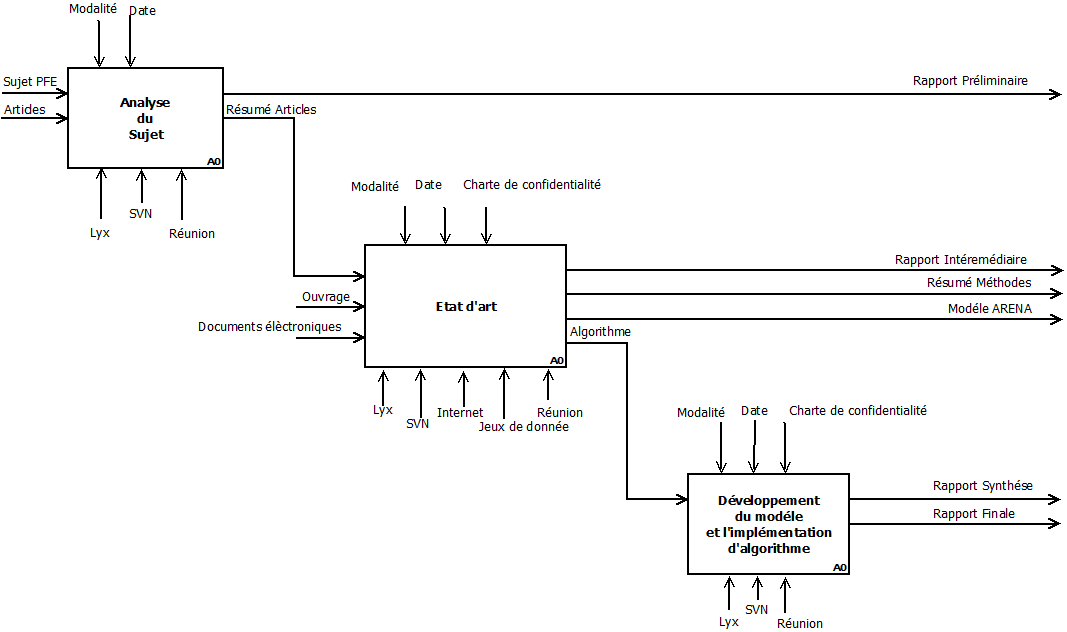 Modalité
Date
Sujet PFE
Articles
Analyse
du
Sujet
A0
Rapport Préliminaire
Résumé Articles
Lyx
SVN
Réunion
Modalité
Date
Charte de confidentialité
Ouvrage
Documents élèctroniques
Etat d'art
A0
Rapport Intéremédiaire
Résumé Méthodes
Modéle ARENA
Algorithme
Lyx
SVN
Internet
Jeux de donnée
Réunion
Modalité
Date
Charte de confidentialité
Développement
du modéle
et l'implémentation
d'algorithme
A0
Rapport Synthése
Rapport Finale
Lyx
SVN
Réunion